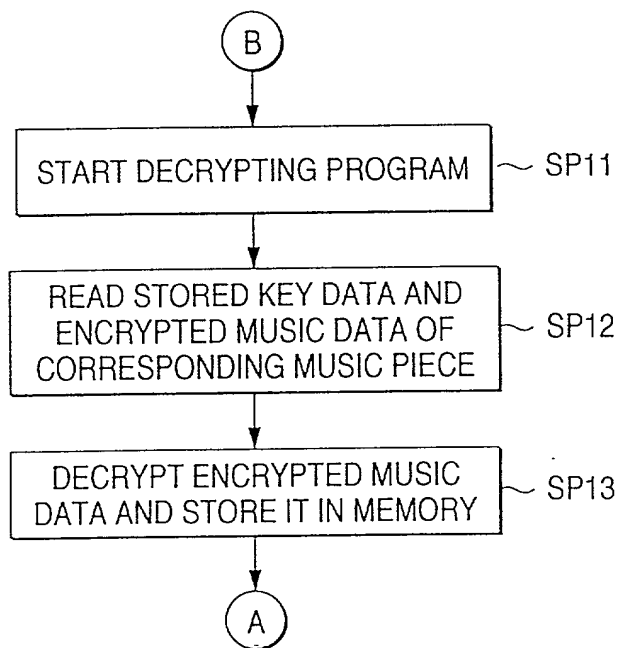 B
START DECRYPTING PROGRAM
SP11
READ STORED KEY DATA AND
ENCRYPTED MUSIC DATA OF
CORRESPONDING MUSIC PIECE
SP12
DECRYPT ENCRYPTED MUSIC
DATA AND STORE IT IN MEMORY
SP13
A